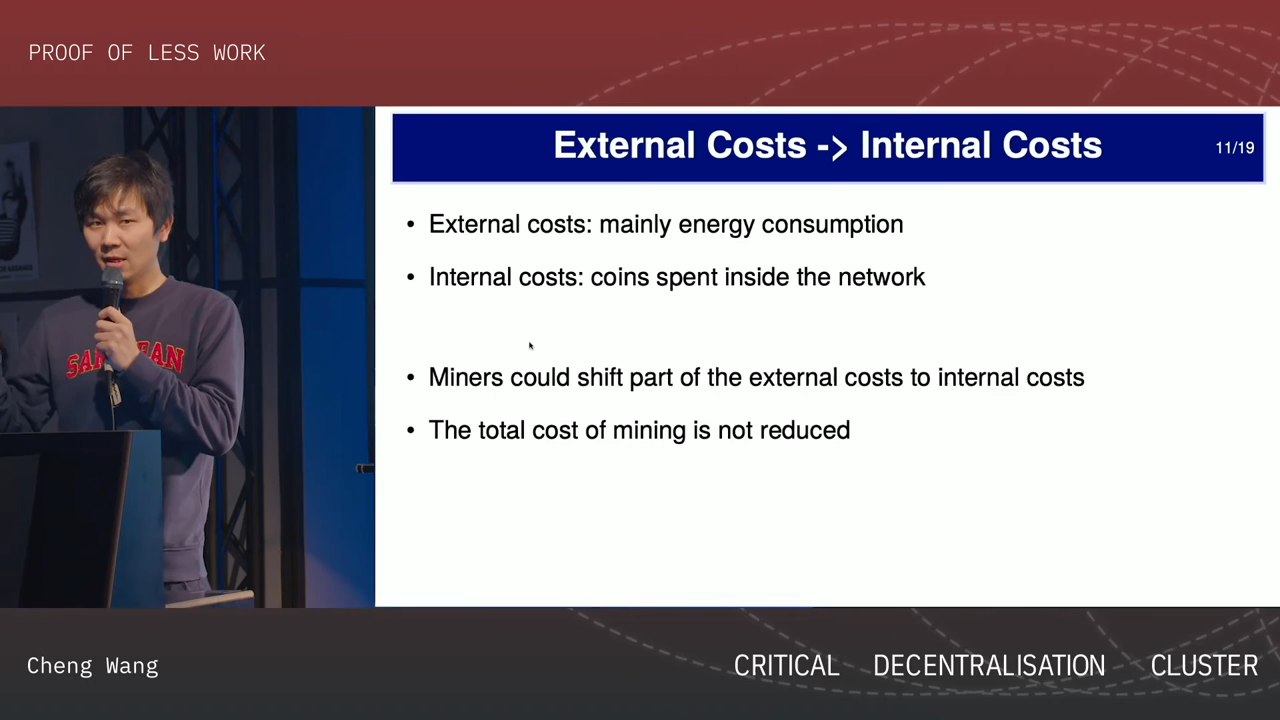 PROOF OF LESS WORK
External Costs -> Internal Costs
11/19
• External costs: mainly energy consumption
• Internal costs: coins spent inside the network
• Miners could shift part of the external costs to internal costs
• The total cost of mining is not reduced
Cheng Wang
CRITICAL DECENTRALISATION CLUSTER